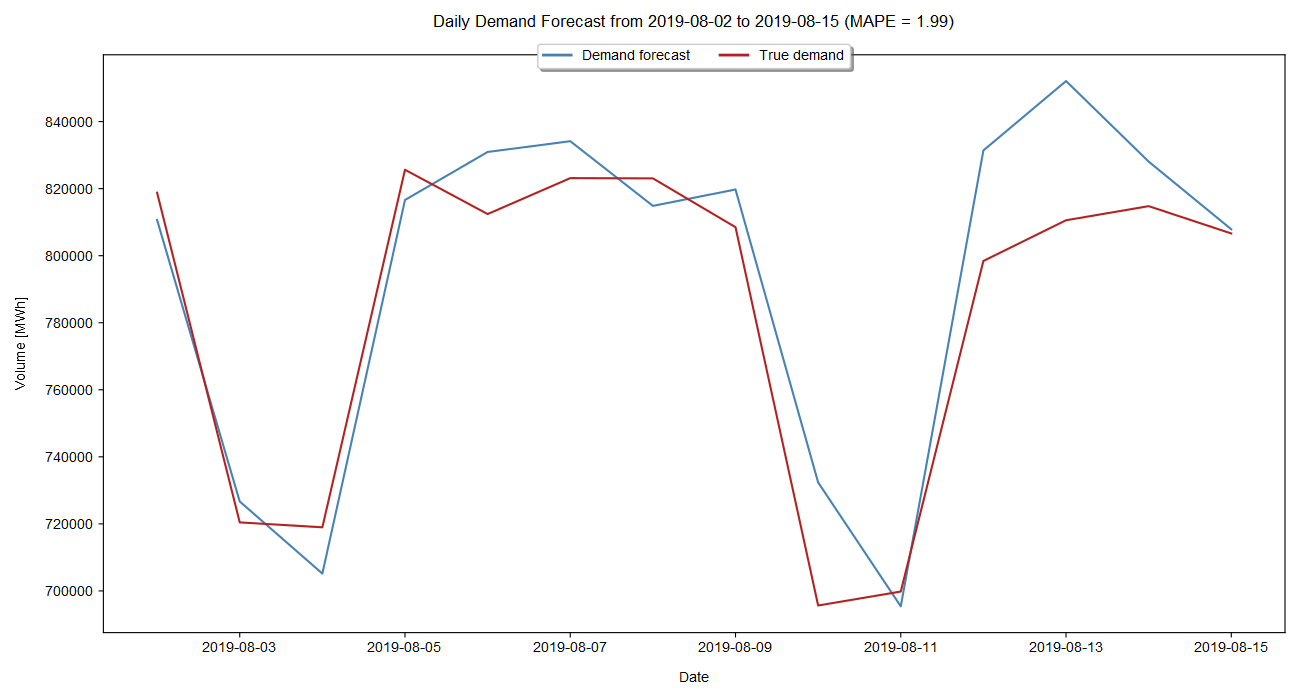 Daily Demand Forecast from 2019-08-02 to 2019-08-15 (MAPE = 1.99)
Demand forecast True demand
840000
820000
800000
780000
760000
740000
720000
700000
Volume [MWh]
2019-08-03 2019-08-05 2019-08-07 2019-08-09 2019-08-11 2019-08-13 2019-08-15
Date